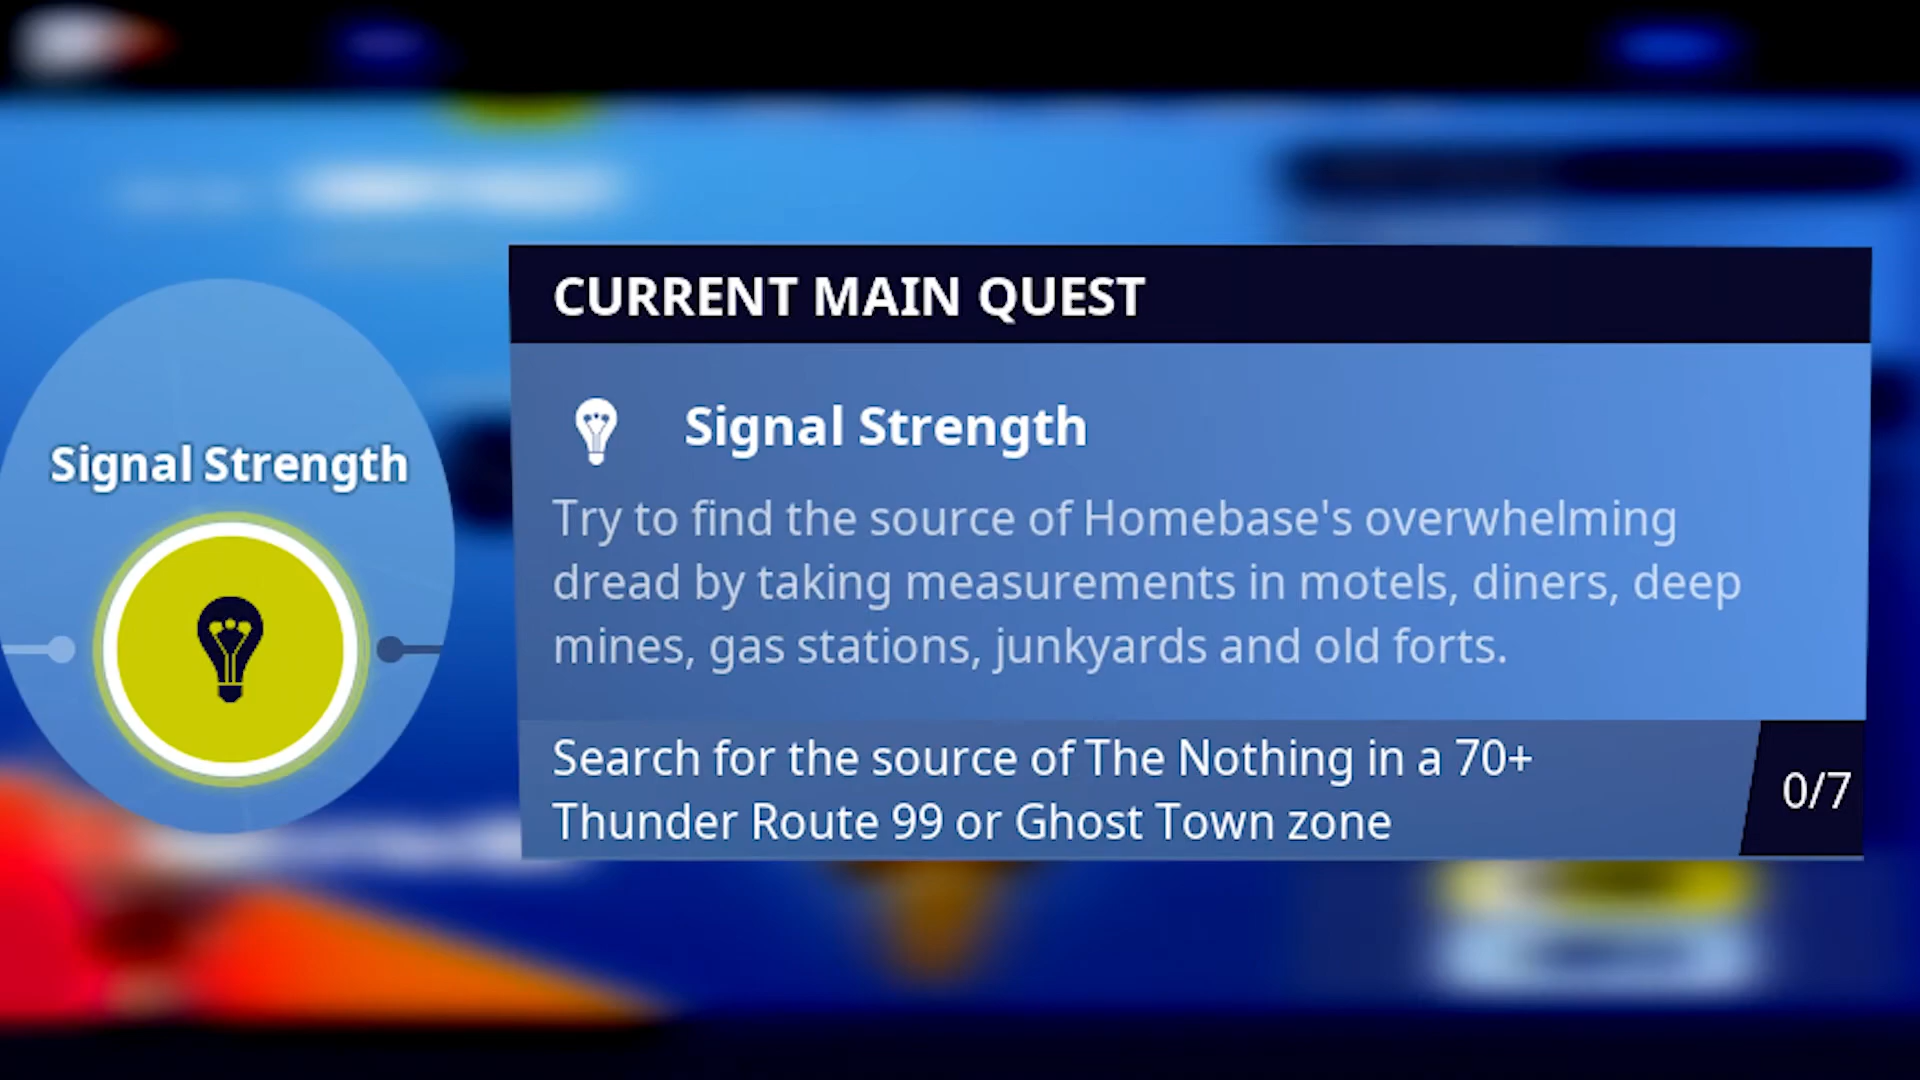 CURRENT MAIN QUEST
Signal Strength
Signal Strength
Try to find the source of Homebase's overwhelming
dread by taking measurements in motels, diners, deep
mines, gas stations, junkyards and old forts.
Search for the source of The Nothing in a 70+
Thunder Route 99 or Ghost Town zone
0/7